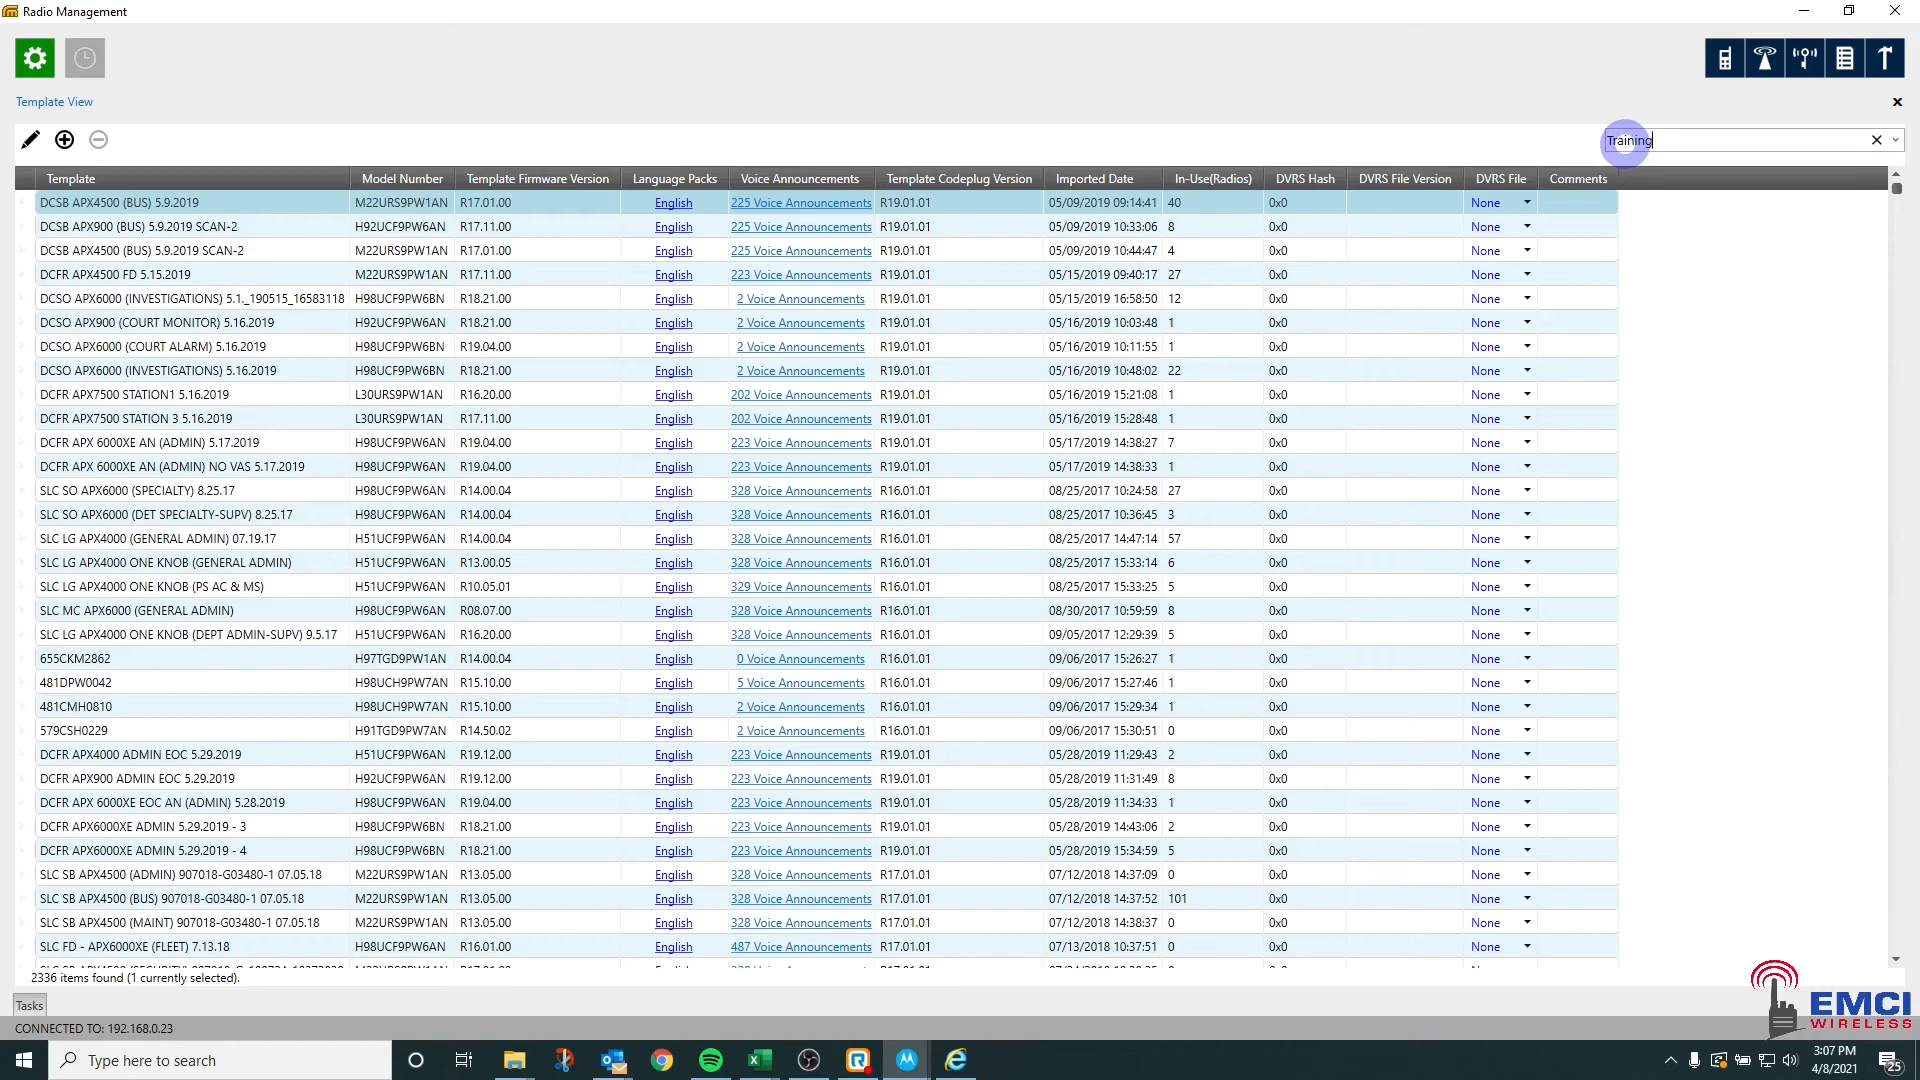 Radio Management
Template View
Training
Template Model Number Template Firmware Version Language Packs Voice Announcements Template Codeplug Version Imported Date In-Use(Radios) DVRS Hash DVRS File Version DVRS File Comments
DCSB APX4500 (BUS) 5.9.2019 M22URS9PW1AN R17.01.00 English 225 Voice Announcements R19.01.01 05/09/2019 09:14:41 40 0x0 None
DCSB APX900 (BUS) 5.9.2019 SCAN-2 H92UCF9PW6AN R17.11.00 English 225 Voice Announcements R19.01.01 05/09/2019 10:33:06 8 0x0 None
DCSB APX4500 (BUS) 5.9.2019 SCAN-2 M22URS9PW1AN R17.01.00 English 225 Voice Announcements R19.01.01 05/09/2019 10:44:47 4 0x0 None
DCFR APX4500 FD 5.15.2019 M22URS9PW1AN R17.11.00 English 223 Voice Announcements R19.01.01 05/15/2019 09:40:17 27 0x0 None
DCSO APX6000 (INVESTIGATIONS) 5.1._190515_16583118 H98UCF9PW6BN R18.21.00 English 2 Voice Announcements R19.01.01 05/15/2019 16:58:50 12 0x0 None
DCSO APX900 (COURT MONITOR) 5.16.2019 H92UCF9PW6AN R18.21.00 English 2 Voice Announcements R19.01.01 05/16/2019 10:03:48 1 0x0 None
DCSO APX6000 (COURT ALARM) 5.16.2019 H98UCF9PW6BN R19.04.00 English 2 Voice Announcements R19.01.01 05/16/2019 10:11:55 1 0x0 None
DCSO APX6000 (INVESTIGATIONS) 5.16.2019 H98UCF9PW6BN R18.21.00 English 2 Voice Announcements R19.01.01 05/16/2019 10:48:02 22 0x0 None
DCFR APX7500 STATION1 5.16.2019 L30URS9PW1AN R16.20.00 English 202 Voice Announcements R19.01.01 05/16/2019 15:21:08 1 0x0 None
DCFR APX7500 STATION 3 5.16.2019 L30URS9PW1AN R17.11.00 English 202 Voice Announcements R19.01.01 05/16/2019 15:28:48 1 0x0 None
DCFR APX 6000XE AN (ADMIN) 5.17.2019 H98UCF9PW6AN R19.04.00 English 223 Voice Announcements R19.01.01 05/17/2019 14:38:27 7 0x0 None
DCFR APX 6000XE AN (ADMIN) NO VAS 5.17.2019 H98UCF9PW6AN R19.04.00 English 223 Voice Announcements R19.01.01 05/17/2019 14:38:33 1 0x0 None
SLC SO APX6000 (SPECIALTY) 8.25.17 H98UCF9PW6AN R14.00.04 English 328 Voice Announcements R16.01.01 08/25/2017 10:24:58 27 0x0 None
SLC SO APX6000 (DET SPECIALTY-SUPV) 8.25.17 H98UCF9PW6AN R14.00.04 English 328 Voice Announcements R16.01.01 08/25/2017 10:36:45 3 0x0 None
SLC LG APX4000 (GENERAL ADMIN) 07.19.17 H51UCF9PW6AN R14.00.04 English 328 Voice Announcements R16.01.01 08/25/2017 14:47:14 57 0x0 None
SLC LG APX4000 ONE KNOB (GENERAL ADMIN) H51UCF9PW6AN R13.00.05 English 328 Voice Announcements R16.01.01 08/25/2017 15:33:14 6 0x0 None
SLC LG APX4000 ONE KNOB (PS AC & MS) H51UCF9PW6AN R10.05.01 English 329 Voice Announcements R16.01.01 08/25/2017 15:33:25 5 0x0 None
SLC MC APX6000 (GENERAL ADMIN) H98UCF9PW6AN R08.07.00 English 328 Voice Announcements R16.01.01 08/30/2017 10:59:59 8 0x0 None
SLC LG APX4000 ONE KNOB (DEPT ADMIN-SUPV) 9.5.17 H51UCF9PW6AN R16.20.00 English 328 Voice Announcements R16.01.01 09/05/2017 12:29:39 5 0x0 None
655CKM2862 H97TGD9PW1AN R14.00.04 English 0 Voice Announcements R16.01.01 09/06/2017 15:26:27 1 0x0 None
481DPW0042 H98UCH9PW7AN R15.10.00 English 5 Voice Announcements R16.01.01 09/06/2017 15:27:46 1 0x0 None
481CMH0810 H98UCH9PW7AN R15.10.00 English 2 Voice Announcements R16.01.01 09/06/2017 15:29:34 1 0x0 None
579CSH0229 H91TGD9PW7AN R14.50.02 English 2 Voice Announcements R16.01.01 09/06/2017 15:30:51 0 0x0 None
DCFR APX4000 ADMIN EOC 5.29.2019 H51UCF9PW6AN R19.12.00 English 223 Voice Announcements R19.01.01 05/28/2019 11:29:43 2 0x0 None
DCFR APX900 ADMIN EOC 5.29.2019 H92UCF9PW6AN R19.12.00 English 223 Voice Announcements R19.01.01 05/28/2019 11:31:49 8 0x0 None
DCFR APX 6000XE EOC AN (ADMIN) 5.28.2019 H98UCF9PW6AN R19.04.00 English 223 Voice Announcements R19.01.01 05/28/2019 11:34:33 1 0x0 None
DCFR APX6000XE ADMIN 5.29.2019 - 3 H98UCF9PW6BN R18.21.00 English 223 Voice Announcements R19.01.01 05/28/2019 14:43:06 2 0x0 None
DCFR APX6000XE ADMIN 5.29.2019 - 4 H98UCF9PW6BN R18.21.00 English 223 Voice Announcements R19.01.01 05/28/2019 15:34:59 5 0x0 None
SLC SB APX4500 (ADMIN) 907018-G03480-1 07.05.18 M22URS9PW1AN R13.05.00 English 328 Voice Announcements R17.01.01 07/12/2018 14:37:09 0 0x0 None
SLC SB APX4500 (BUS) 907018-G03480-1 07.05.18 M22URS9PW1AN R13.05.00 English 328 Voice Announcements R17.01.01 07/12/2018 14:37:52 101 0x0 None
SLC SB APX4500 (MAINT) 907018-G03480-1 07.05.18 M22URS9PW1AN R13.05.00 English 328 Voice Announcements R17.01.01 07/12/2018 14:38:37 0 0x0 None
SLC FD - APX6000XE (FLEET) 7.13.18 H98UCF9PW6AN R16.01.00 English 487 Voice Announcements R17.01.01 07/13/2018 10:37:51 0 0x0 None
2336 items found (1 currently selected).
Tasks
CONNECTED TO: 192.168.0.23
EMCI
WIRELESS
Type here to search
3:07 PM
4/8/2021
25